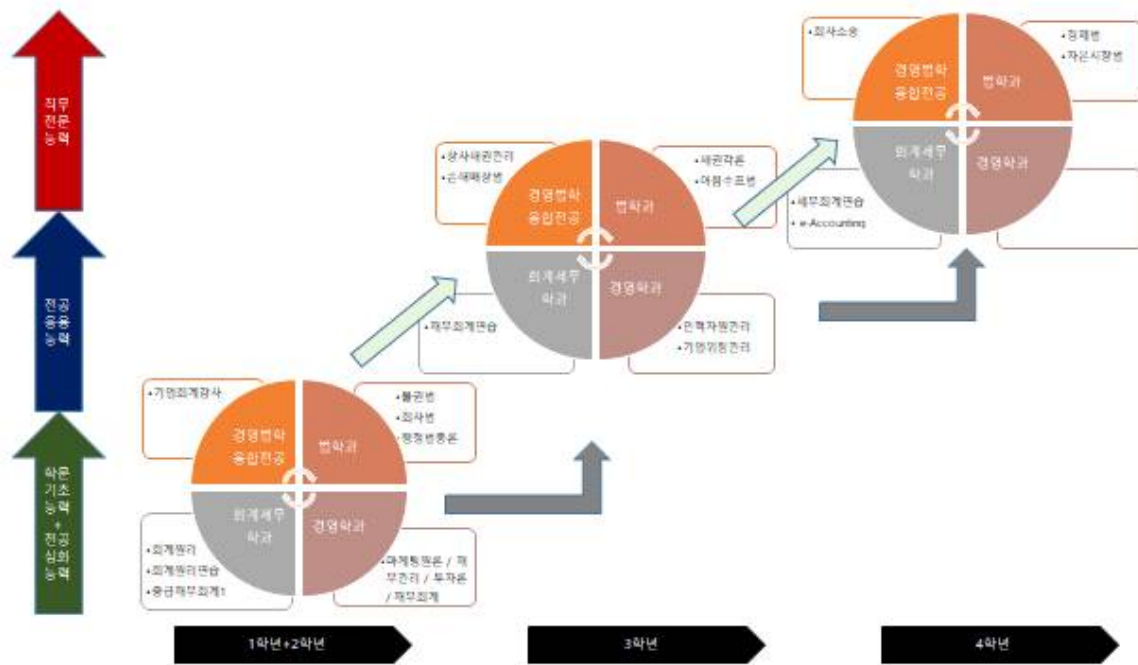 직무
전문
능력
전공
응용
능력
학문
기초
능력
+
전공
심화
능력
•회사소송
경영법학
융합전공
법학과
•경제법
•자본시장법
회계세무
학과
경영학과
•세무회계연습
•e-Accounting
•상사채권관리
•손해배상법
경영법학
융합전공
법학과
•채권각론
•어음수표법
회계세무
학과
경영학과
•재무회계연습
•인력자원관리
•기업위험관리
•기업회계감사
경영법학
융합전공
법학과
•물권법
•회사법
•행정법총론
회계세무
학과
경영학과
•회계원리
•회계원리연습
•중급재무회계1
•마케팅원론 / 재
무관리 / 투자론
/ 재무회계
1학년+2학년
3학년
4학년